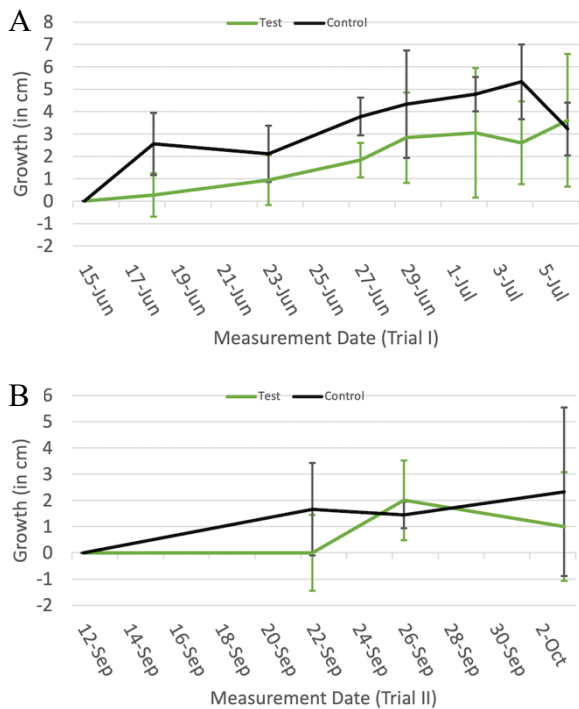 A
Test Control
8
7
6
5
4
3
2
1
0
-1
-2
Growth (in cm)
15-Jun 17-Jun 19-Jun 21-Jun 23-Jun 25-Jun 27-Jun 29-Jun 1-Jul 3-Jul 5-Jul
Measurement Date (Trial I)
B
Test Control
6
5
4
3
2
1
0
-1
-2
Growth (in cm)
12-Sep 14-Sep 16-Sep 18-Sep 20-Sep 22-Sep 24-Sep 26-Sep 28-Sep 30-Sep 2-Oct
Measurement Date (Trial II)